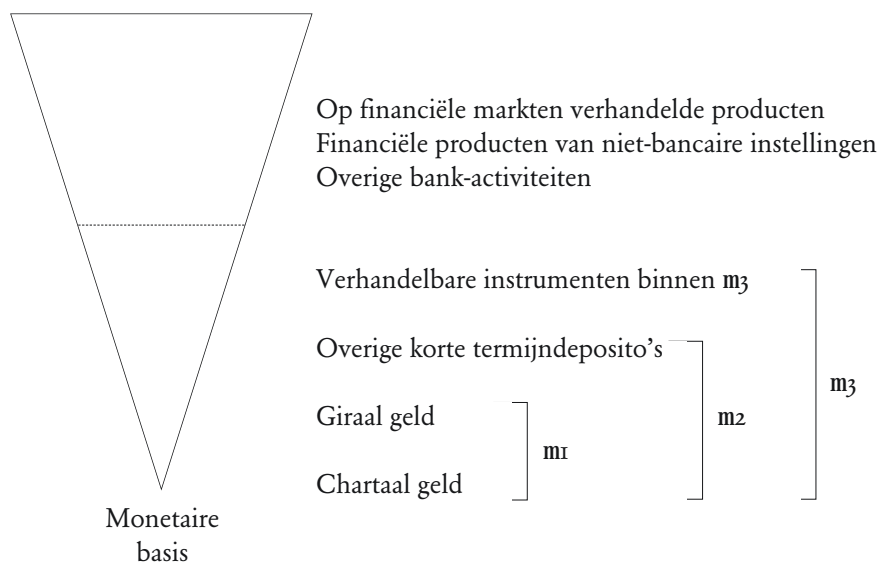 Op financiële markten verhandelde producten
Financiële producten van niet-bancaire instellingen
Overige bank-activiteiten
Verhandelbare instrumenten binnen m3
Overige korte termijndeposito's
m3
Giraal geld
m2
m1
Chartaal geld
Monetaire
basis